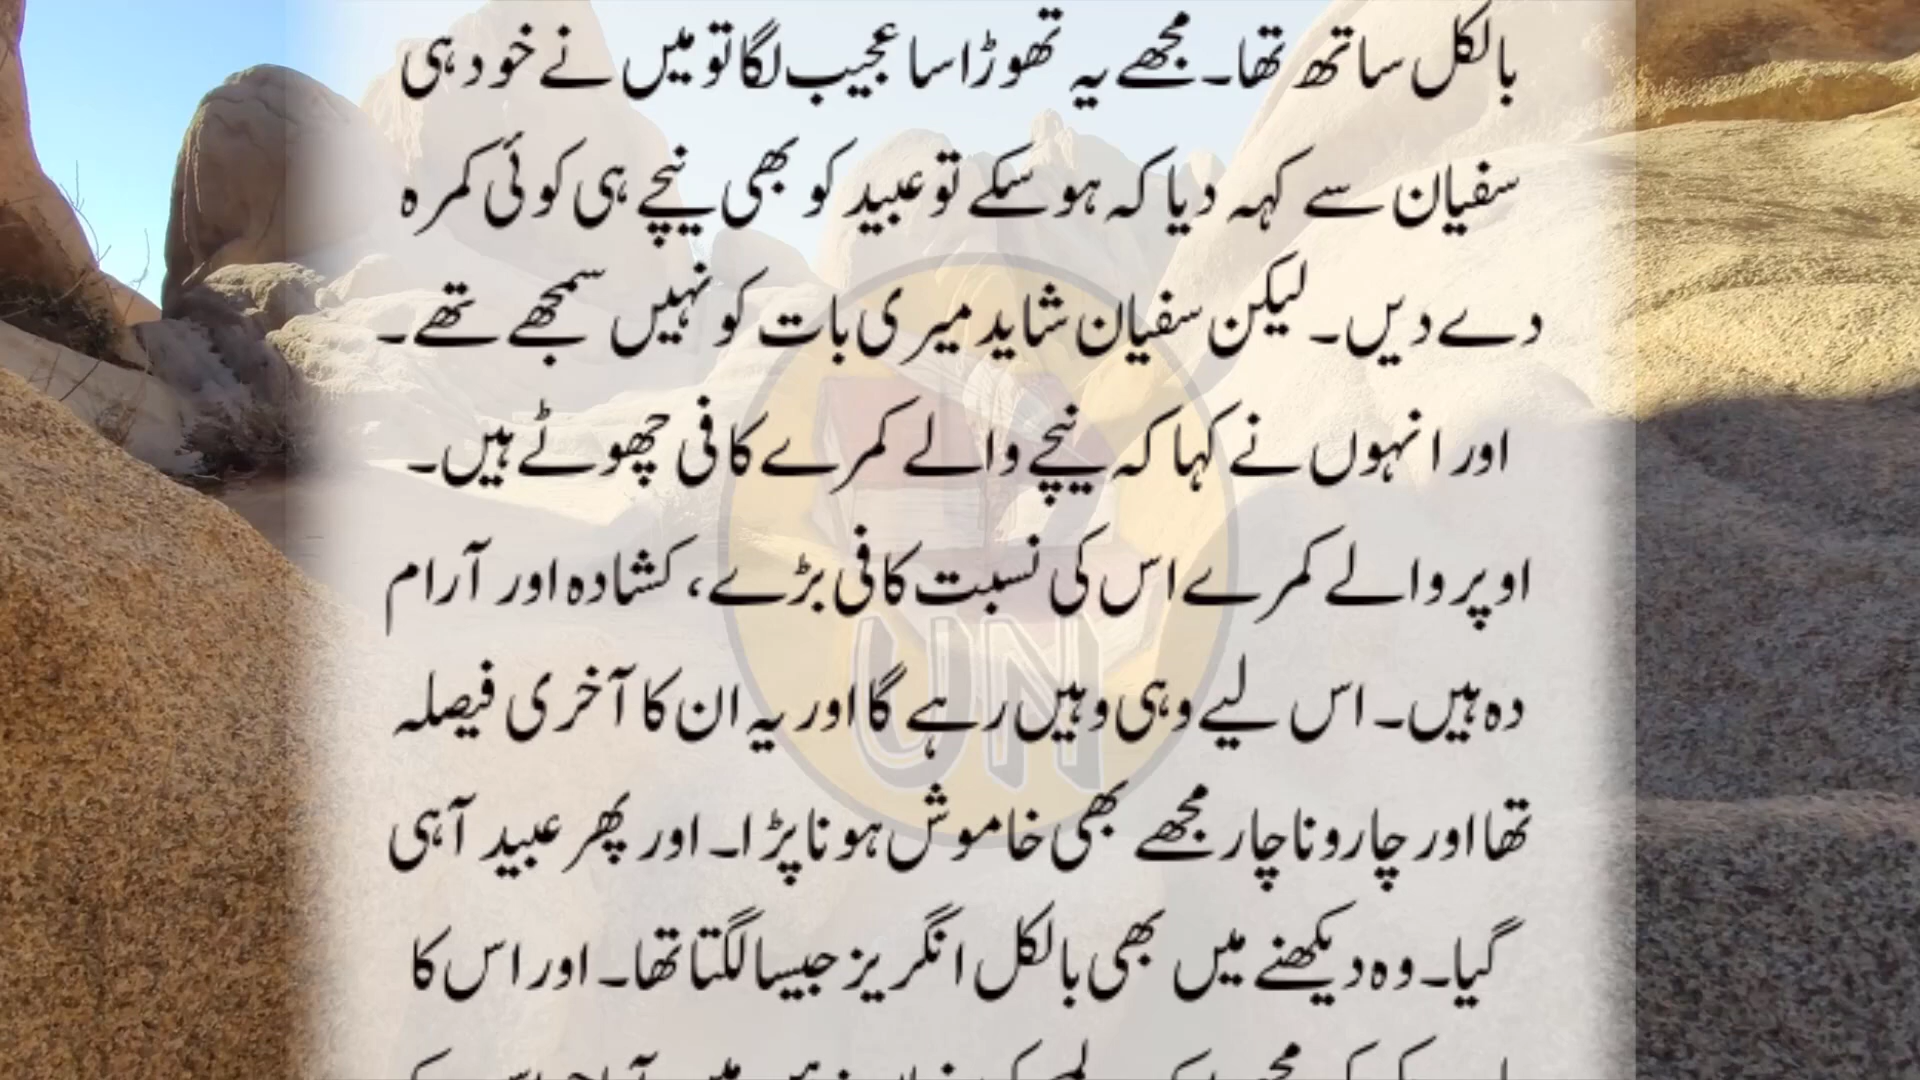 بالکل ساتھ تھا۔ مجھے یہ تھوڑا سا عجیب لگا تو میں نے خود ہی
سفیان سے کہہ دیا کہ ہو سکے تو عبید کو بھی نیچے ہی کوئی کمرہ
دے دیں۔ لیکن سفیان شاید میری بات کو نہیں سمجھے تھے۔
اور انہوں نے کہا کہ نیچے والے کمرے کافی چھوٹے ہیں۔
اوپر والے کمرے اس کی نسبت کافی بڑے، کشادہ اور آرام
دہ ہیں۔ اس لیے وہی وہیں رہے گا اور یہ ان کا آخری فیصلہ
تھا اور چار و ناچار مجھے بھی خاموش ہونا پڑا۔ اور پھر عبید آ ہی
گیا۔ وہ دیکھنے میں بھی بالکل انگریز جیسا لگتا تھا۔ اور اس کا
UN